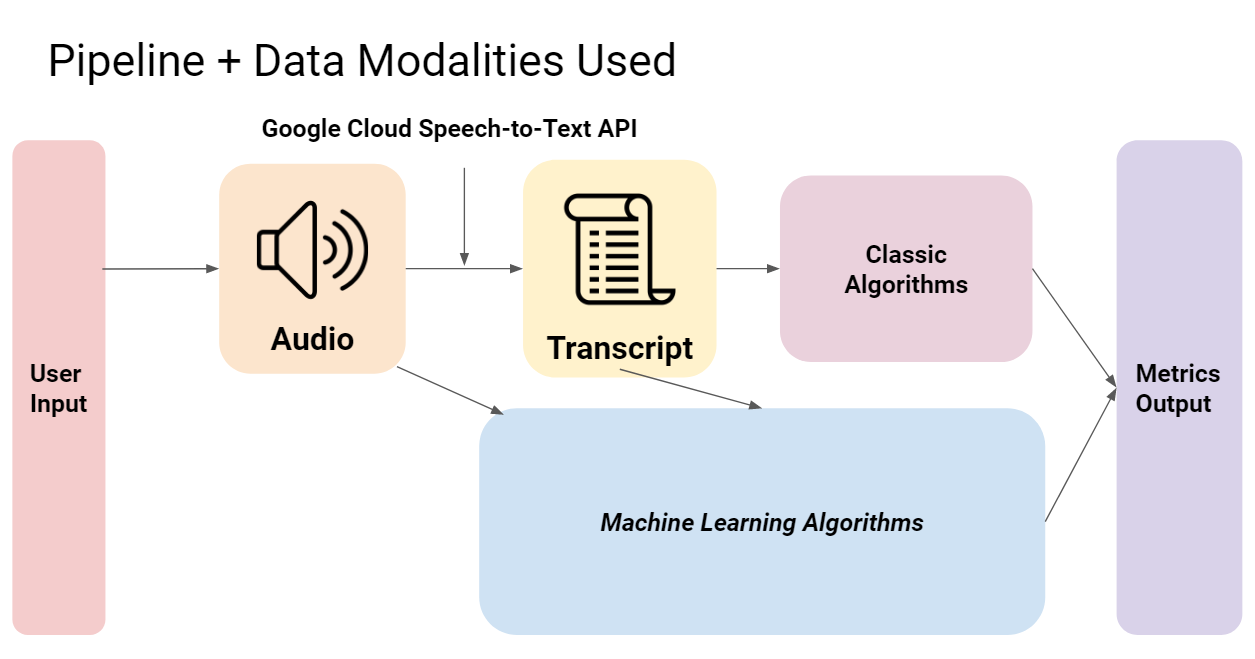 Pipeline + Data Modalities Used
Google Cloud Speech-to-Text API
User
Input
Audio
Transcript
Classic
Algorithms
Machine Learning Algorithms
Metrics
Output